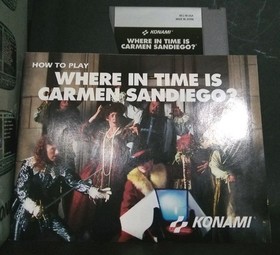 KONAMI
WHERE IN TIME IS
CARMEN SANDIEGO?
HOW TO PLAY
WHERE IN TIME IS
CARMEN SANDIEGO?
KONAMI